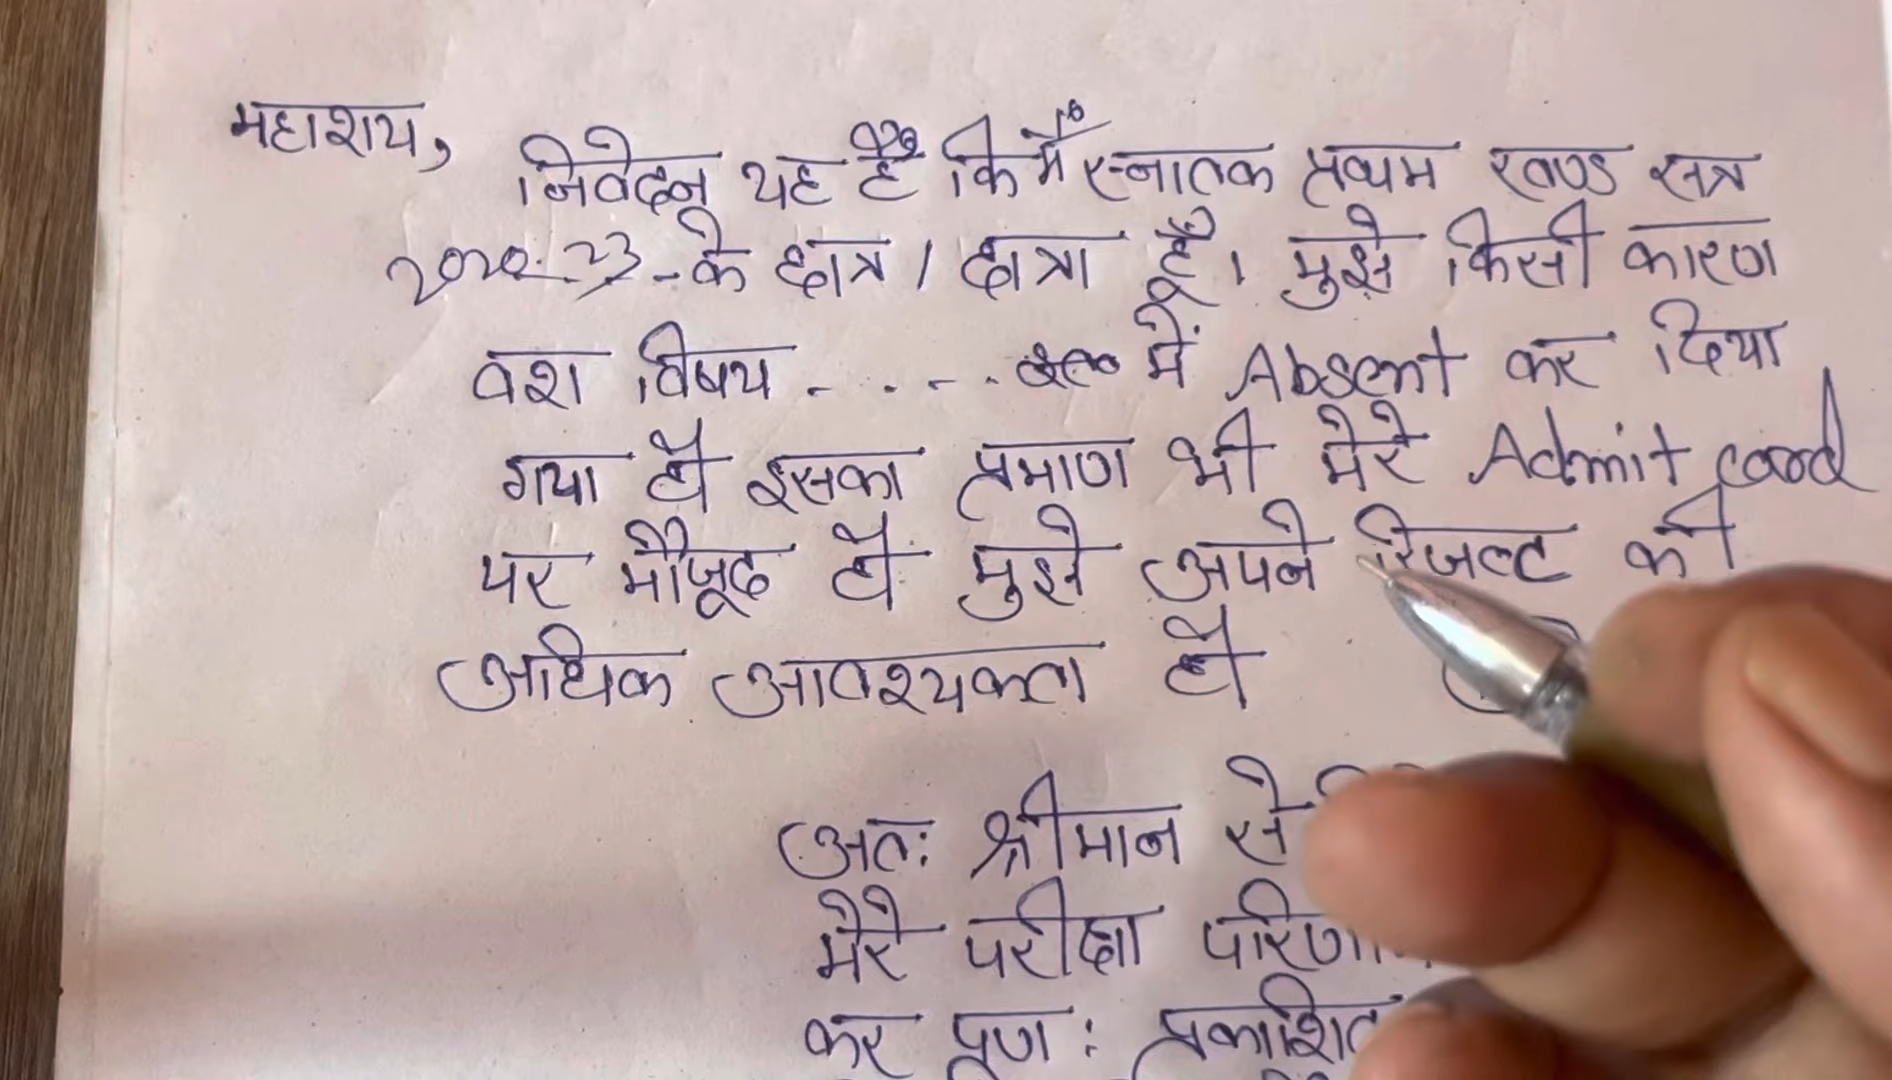 महाशय,
निवेदन यह है कि मैं स्नातक प्रथम खण्ड सत्र
2020-23 के छात्र / छात्रा हूँ। मुझे किसी कारण
वश विषय - . - . - में Absent कर दिया
गया है इसका प्रमाण भी मेरे Admit card
पर मौजूद है मुझे अपने रिजल्ट की
अधिक आवश्यकता है
अतः श्रीमान से
मेरे परीक्षा
कर पूणः